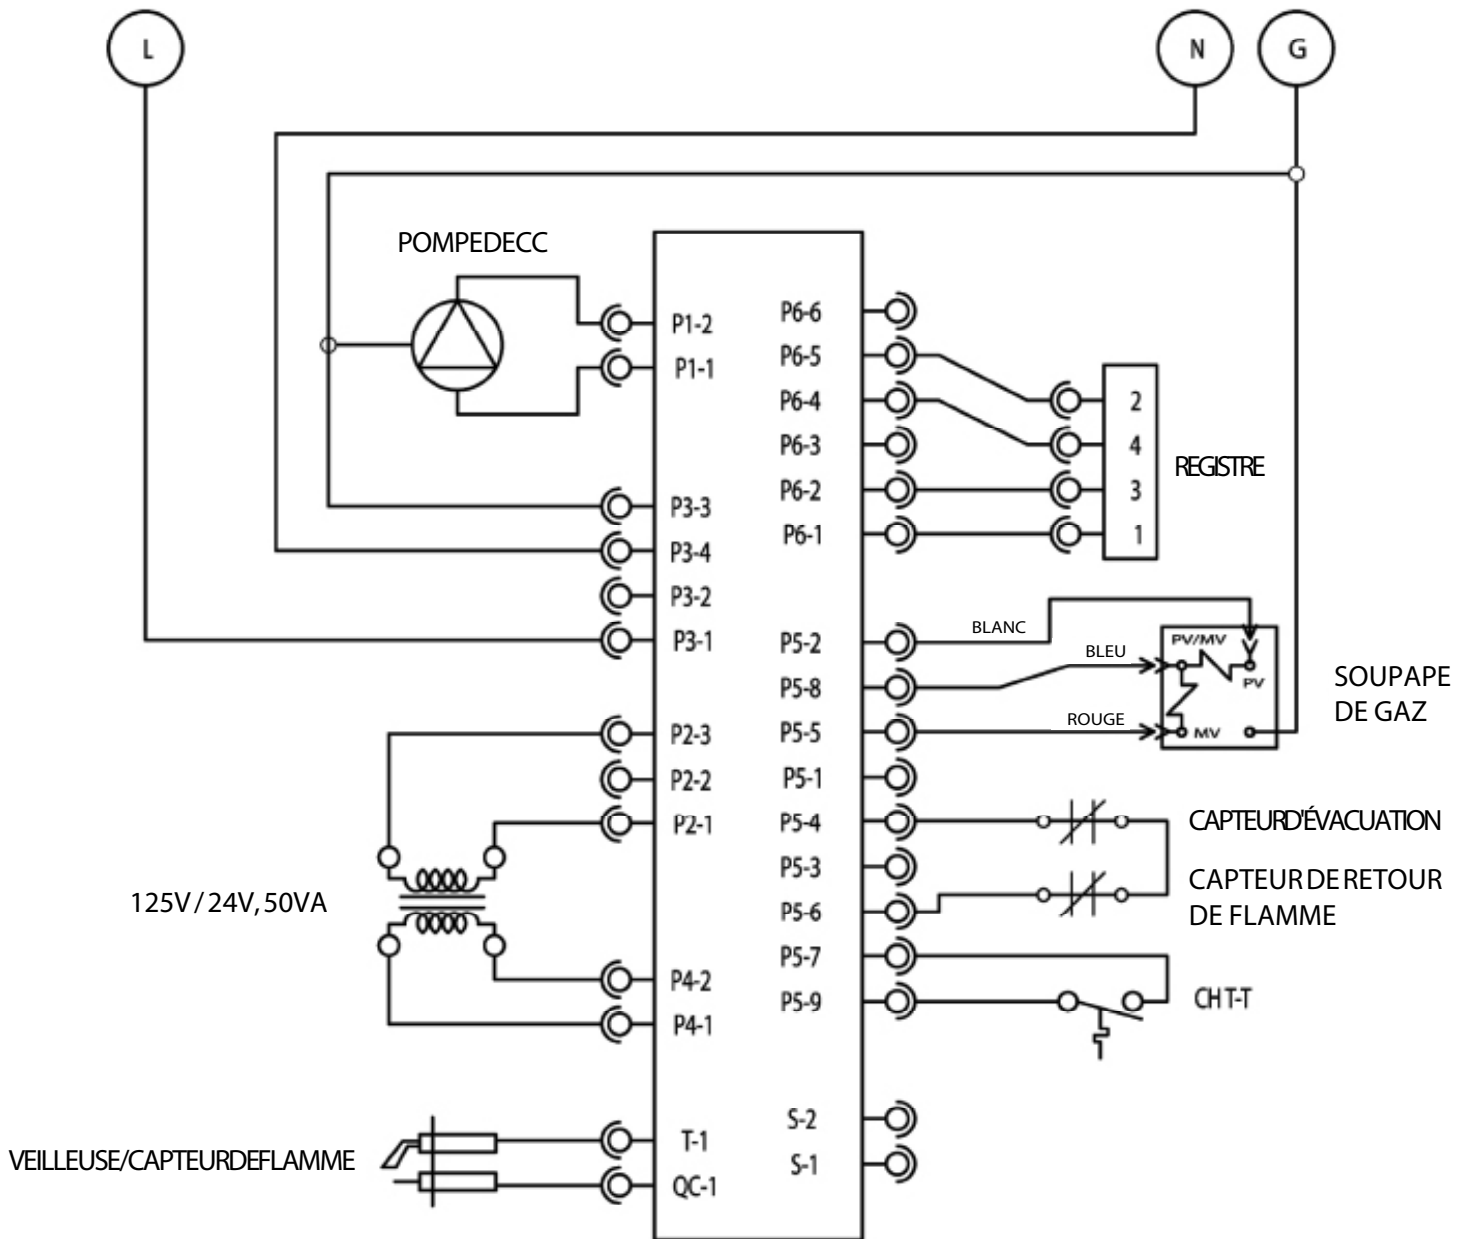 L
N
G
POMPEDECC
P1-2
P1-1
P3-3
P3-4
P3-2
P3-1
P2-3
P2-2
P2-1
125V / 24V, 50VA
P4-2
P4-1
VEILLEUSE/CAPTEURDEFLAMME
T-1
QC-1
P6-6
P6-5
P6-4
P6-3
P6-2
P6-1
2
4
3
1
REGISTRE
P5-2
P5-8
P5-5
P5-1
P5-4
P5-3
P5-6
P5-7
P5-9
S-2
S-1
BLANC
BLEU
ROUGE
PV/MV
PV
MV
SOUPAPE
DE GAZ
CAPTEURD'ÉVACUATION
CAPTEUR DE RETOUR
DE FLAMME
CH T-T